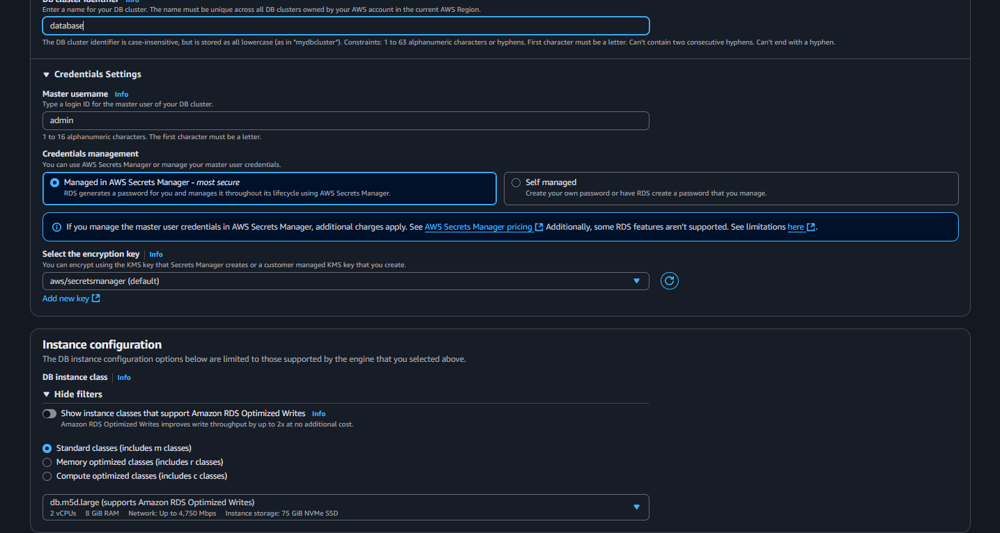 DB cluster identifier Info
Enter a name for your DB cluster. The name must be unique across all DB clusters owned by your AWS account in the current AWS Region.
database
The DB cluster identifier is case-insensitive, but is stored as all lowercase (as in "mydbcluster"). Constraints: 1 to 63 alphanumeric characters or hyphens. First character must be a letter. Can't contain two consecutive hyphens. Can't end with a hyphen.
Credentials Settings
Master username Info
Type a login ID for the master user of your DB cluster.
admin
1 to 16 alphanumeric characters. The first character must be a letter.
Credentials management
You can use AWS Secrets Manager or manage your master user credentials.
Managed in AWS Secrets Manager - most secure
RDS generates a password for you and manages it throughout its lifecycle using AWS Secrets Manager.
Self managed
Create your own password or have RDS create a password that you manage.
If you manage the master user credentials in AWS Secrets Manager, additional charges apply. See AWS Secrets Manager pricing Additionally, some RDS features aren't supported. See limitations here.
Select the encryption key Info
You can encrypt using the KMS key that Secrets Manager creates or a customer managed KMS key that you create.
aws/secretsmanager (default)
Add new key
Instance configuration
The DB instance configuration options below are limited to those supported by the engine that you selected above.
DB instance class Info
Hide filters
Show instance classes that support Amazon RDS Optimized Writes Info
Amazon RDS Optimized Writes improves write throughput by up to 2x at no additional cost.
Standard classes (includes m classes)
Memory optimized classes (includes r classes)
Compute optimized classes (includes c classes)
db.m5d.large (supports Amazon RDS Optimized Writes)
2 vCPUs 8 GiB RAM Network: Up to 4,750 Mbps Instance storage: 75 GiB NVMe SSD